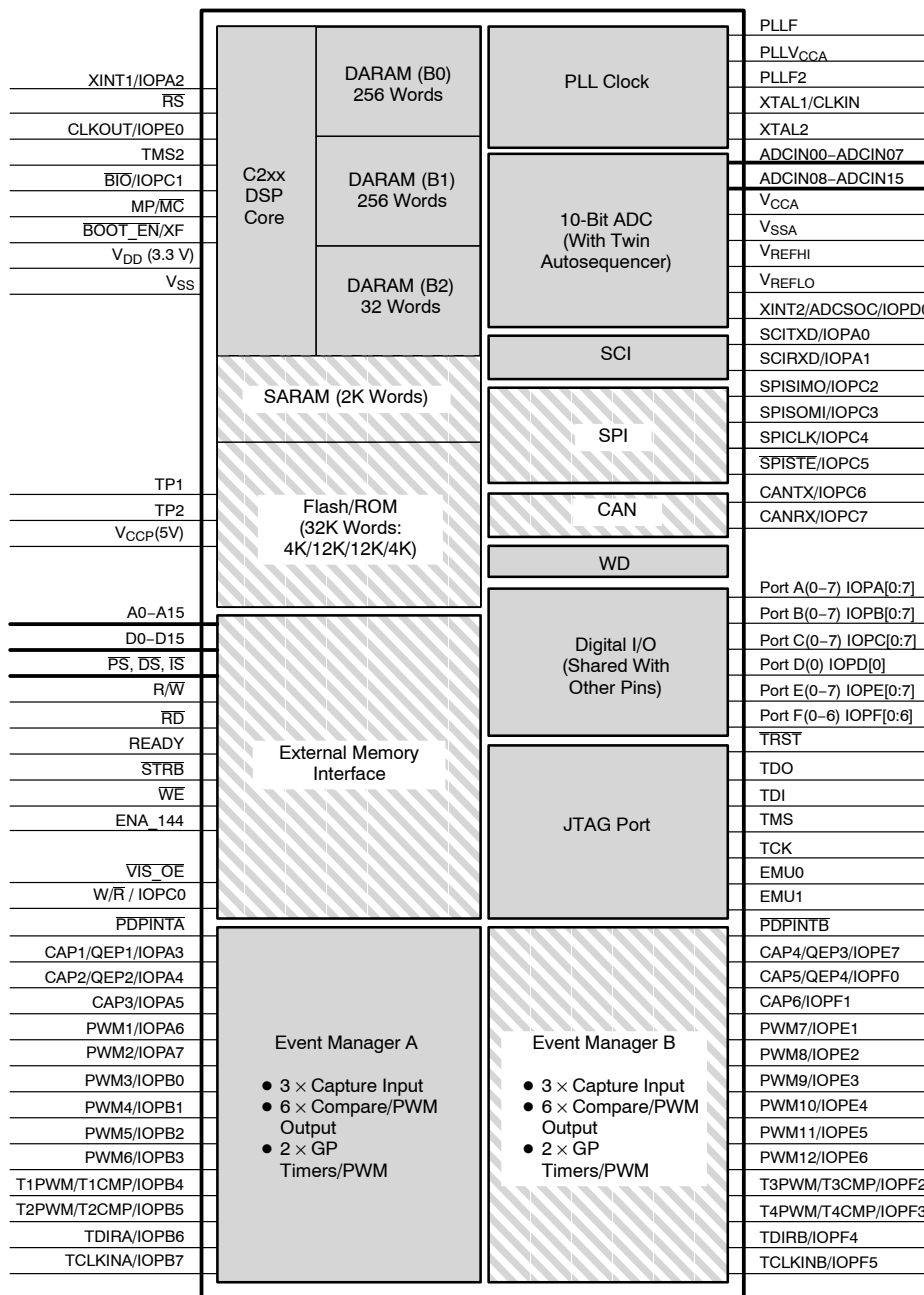 XINT1/IOPA2
RS
CLKOUT/IOPE0
TMS2
BIO/IOPC1
MP/MC
BOOT_EN/XF
VDD (3.3 V)
VSS
TP1
TP2
VCCP(5V)
A0–A15
D0–D15
PS, DS, IS
R/W
RD
READY
STRB
WE
ENA_144
VIS_OE
W/R / IOPC0
PDPINTA
CAP1/QEP1/IOPA3
CAP2/QEP2/IOPA4
CAP3/IOPA5
PWM1/IOPA6
PWM2/IOPA7
PWM3/IOPB0
PWM4/IOPB1
PWM5/IOPB2
PWM6/IOPB3
T1PWM/T1CMP/IOPB4
T2PWM/T2CMP/IOPB5
TDIRA/IOPB6
TCLKINA/IOPB7
C2xx
DSP
Core
DARAM (B0)
256 Words
DARAM (B1)
256 Words
DARAM (B2)
32 Words
SARAM (2K Words)
Flash/ROM
(32K Words:
4K/12K/12K/4K)
External Memory
Interface
Event Manager A
● 3 × Capture Input
● 6 × Compare/PWM
Output
● 2 × GP
Timers/PWM
PLL Clock
10-Bit ADC
(With Twin
Autosequencer)
SCI
SPI
CAN
WD
Digital I/O
(Shared With
Other Pins)
JTAG Port
Event Manager B
● 3 × Capture Input
● 6 × Compare/PWM
Output
● 2 × GP
Timers/PWM
PLLF
PLLVCCA
PLLF2
XTAL1/CLKIN
XTAL2
ADCIN00–ADCIN07
ADCIN08–ADCIN15
VCCA
VSSA
VREFHI
VREFLO
XINT2/ADCSOC/IOPD0
SCITXD/IOPA0
SCIRXD/IOPA1
SPISIMO/IOPC2
SPISOMI/IOPC3
SPICLK/IOPC4
SPISTE/IOPC5
CANTX/IOPC6
CANRX/IOPC7
Port A(0–7) IOPA[0:7]
Port B(0–7) IOPB[0:7]
Port C(0–7) IOPC[0:7]
Port D(0) IOPD[0]
Port E(0–7) IOPE[0:7]
Port F(0–6) IOPF[0:6]
TRST
TDO
TDI
TMS
TCK
EMU0
EMU1
PDPINTB
CAP4/QEP3/IOPE7
CAP5/QEP4/IOPF0
CAP6/IOPF1
PWM7/IOPE1
PWM8/IOPE2
PWM9/IOPE3
PWM10/IOPE4
PWM11/IOPE5
PWM12/IOPE6
T3PWM/T3CMP/IOPF2
T4PWM/T4CMP/IOPF3
TDIRB/IOPF4
TCLKINB/IOPF5